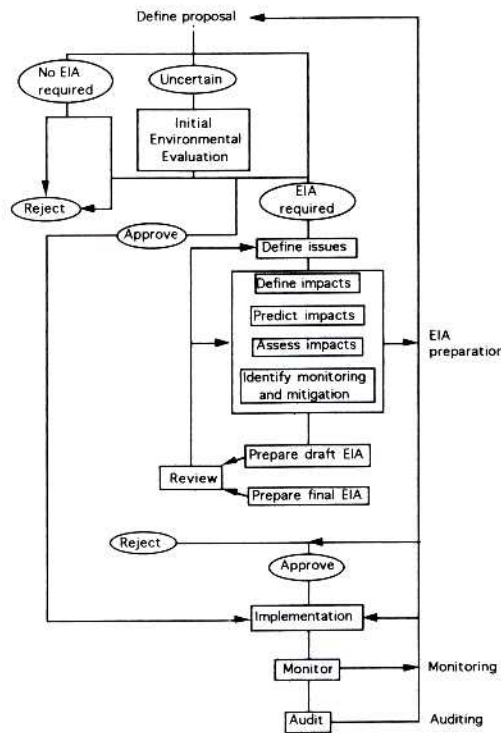 Define proposal
No EIA
required
Uncertain
Initial
Environmental
Evaluation
Reject
EIA
required
Approve
Define issues
Define impacts
Predict impacts
EIA
preparation
Assess impacts
Identify monitoring
and mitigation
Prepare draft EIA
Review
Prepare final EIA
Reject
Approve
Implementation
Monitor
Monitoring
Audit
Auditing